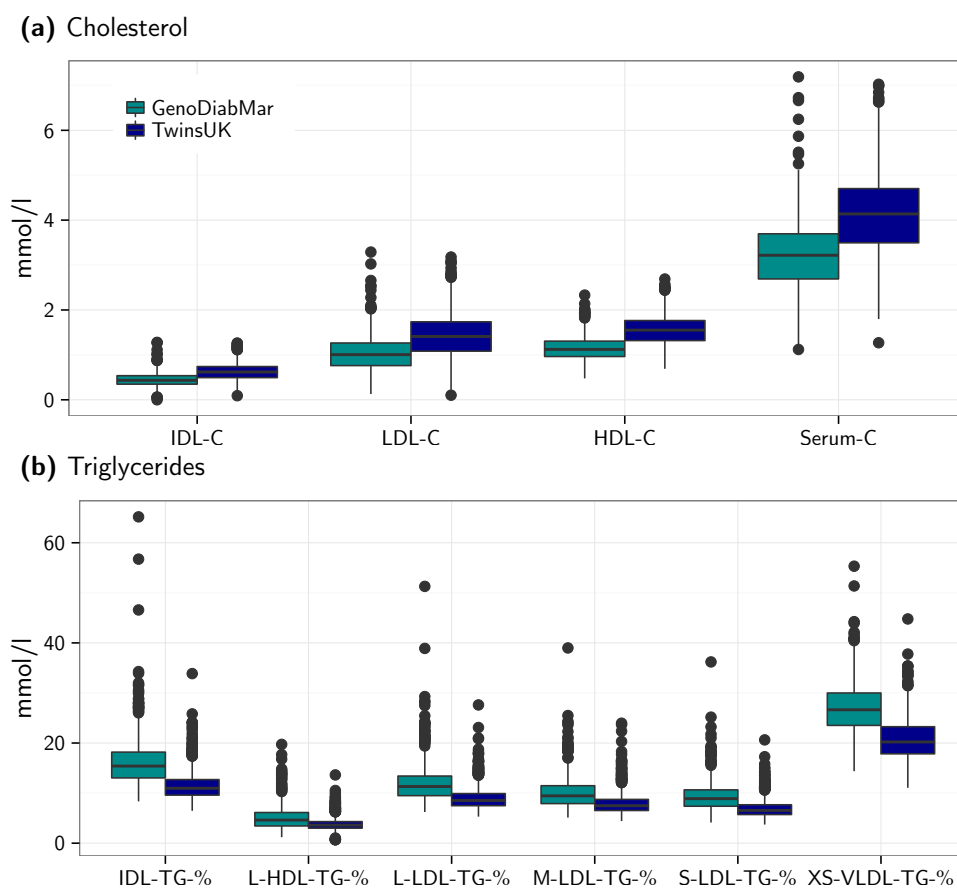 (a) Cholesterol
GenoDiabMar
TwinsUK
mmol/l
6
4
2
0
IDL-C LDL-C HDL-C Serum-C
(b) Triglycerides
mmol/l
60
40
20
0
IDL-TG-% L-HDL-TG-% L-LDL-TG-% M-LDL-TG-% S-LDL-TG-% XS-VLDL-TG-%